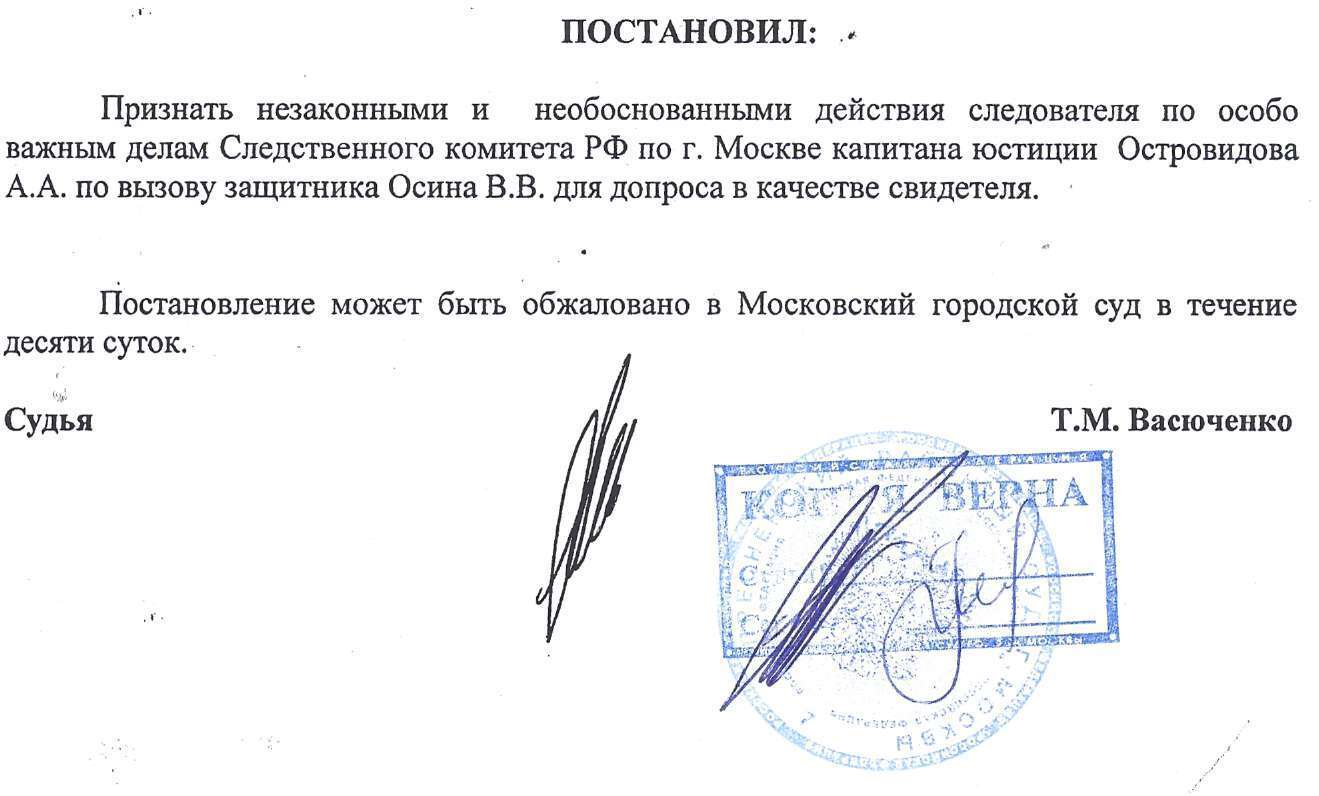 ПОСТАНОВИЛ:
Признать незаконными и необоснованными действия следователя по особо
важным делам Следственного комитета РФ по г. Москве капитана юстиции Островидова
А.А. по вызову защитника Осина В.В. для допроса в качестве свидетеля.
Постановление может быть обжаловано в Московский городской суд в течение
десяти суток.
Судья Т.М. Васюченко
КОПИЯ ВЕРНА
Г. МОСКВЫ